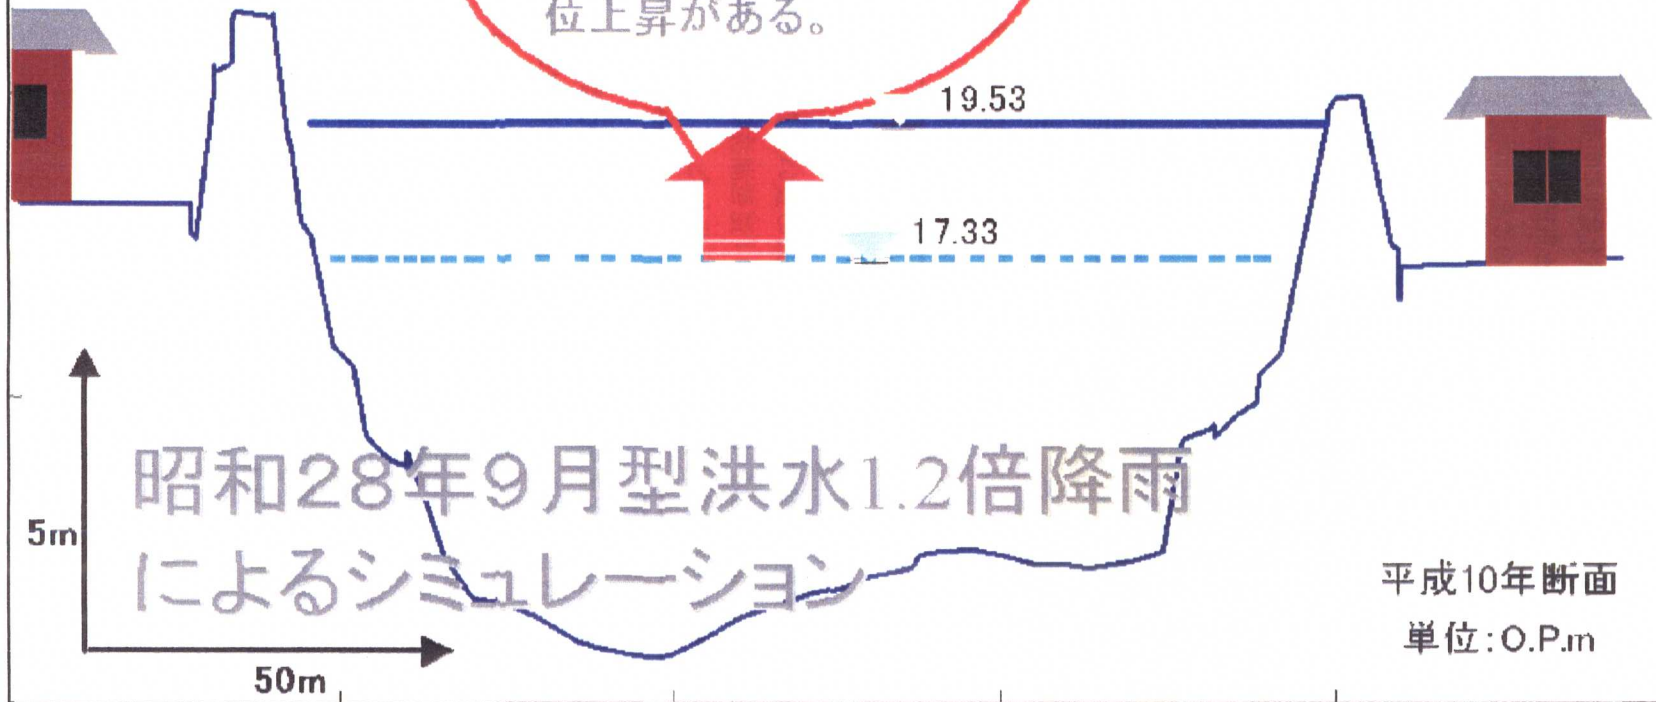 位上昇がある。
19.53
17.33
昭和28年9月型洪水1.2倍降雨
によるシミュレーション
5m
50m
平成10年断面
単位:O.P.m